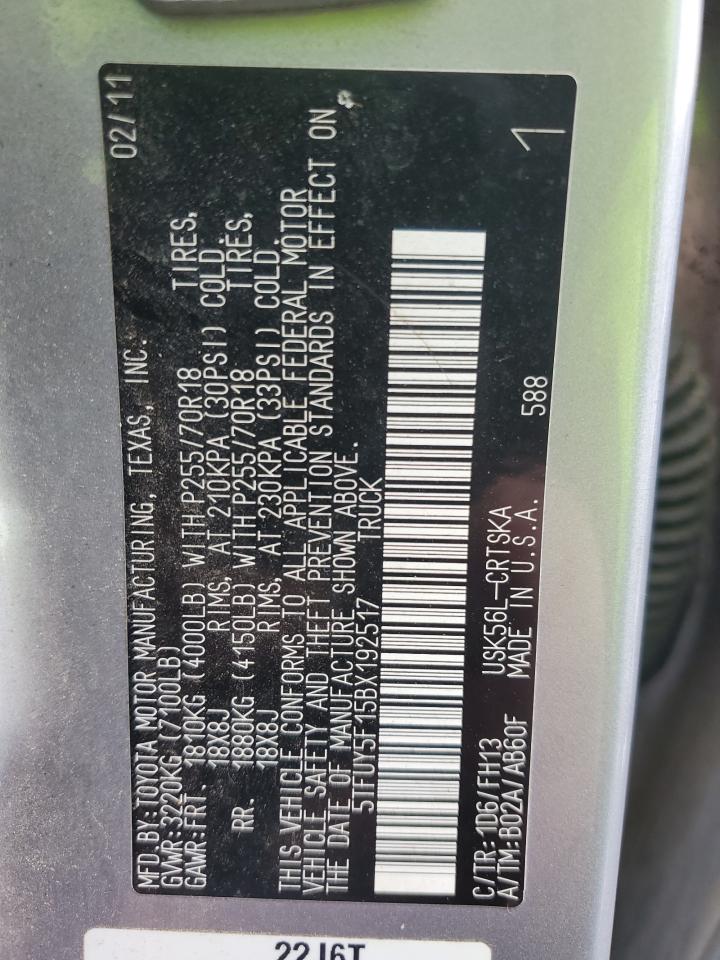 MFD.BY:TOYOTA MOTOR MANUFACTURING, TEXAS, INC. 02/11
GVWR:3220KG (7100LB)
GAWR:FRT. 1810KG (4000LB) WITH P255/70R18 TIRES,
18X8J RIMS, AT 210KPA (30PSI) COLD.
RR. 1880KG (4150LB) WITH P255/70R18 TIRES,
18X8J RIMS, AT 230KPA (33PSI) COLD.
THIS VEHICLE CONFORMS TO ALL APPLICABLE FEDERAL MOTOR
VEHICLE SAFETY AND THEFT PREVENTION STANDARDS IN EFFECT ON
THE DATE OF MANUFACTURE SHOWN ABOVE.
5TFUY5F15BX192517 TRUCK
C/TR:1D6/FH13 USK56L-CRTSKA 588
A/TM:B02A/AB60F MADE IN U.S.A. 1
22J6T